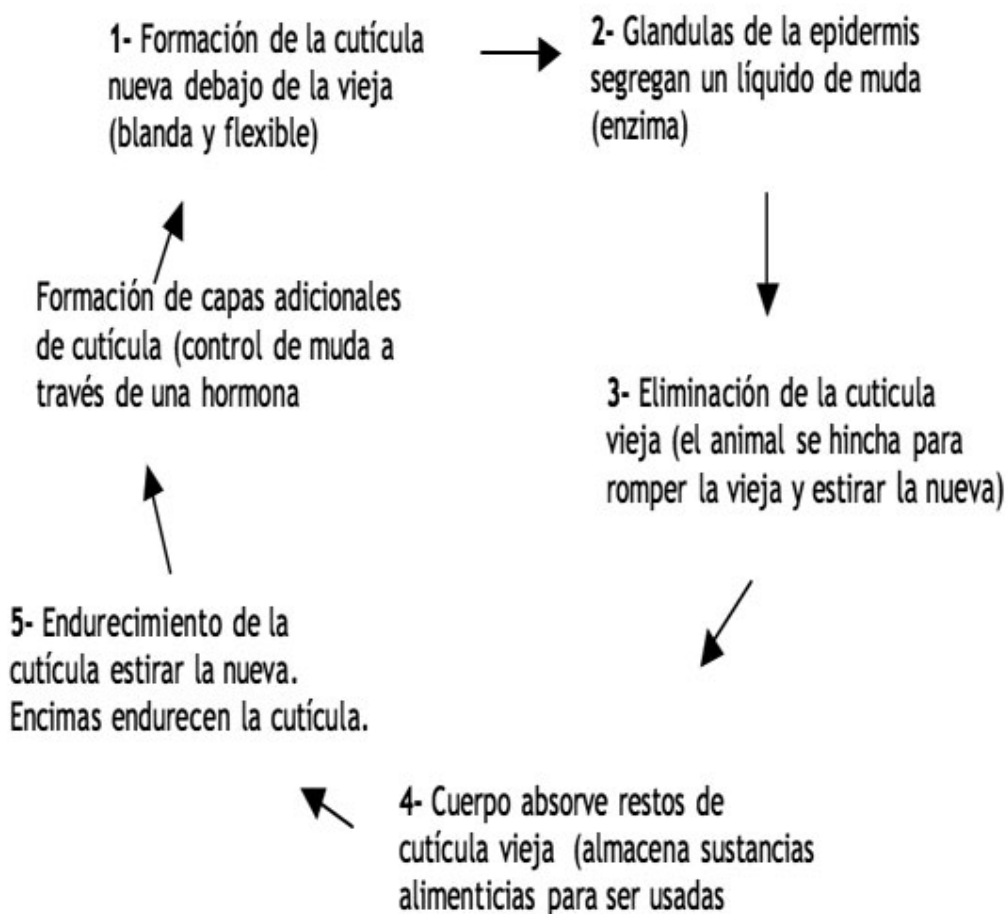 1- Formación de la cutícula
nueva debajo de la vieja
(blanda y flexible)
2- Glandulas de la epidermis
segregan un líquido de muda
(enzima)
3- Eliminación de la cuticula
vieja (el animal se hincha para
romper la vieja y estirar la nueva)
4- Cuerpo absorve restos de
cutícula vieja (almacena sustancias
alimenticias para ser usadas
5- Endurecimiento de la
cutícula estirar la nueva.
Encimas endurecen la cutícula.
Formación de capas adicionales
de cutícula (control de muda a
través de una hormona